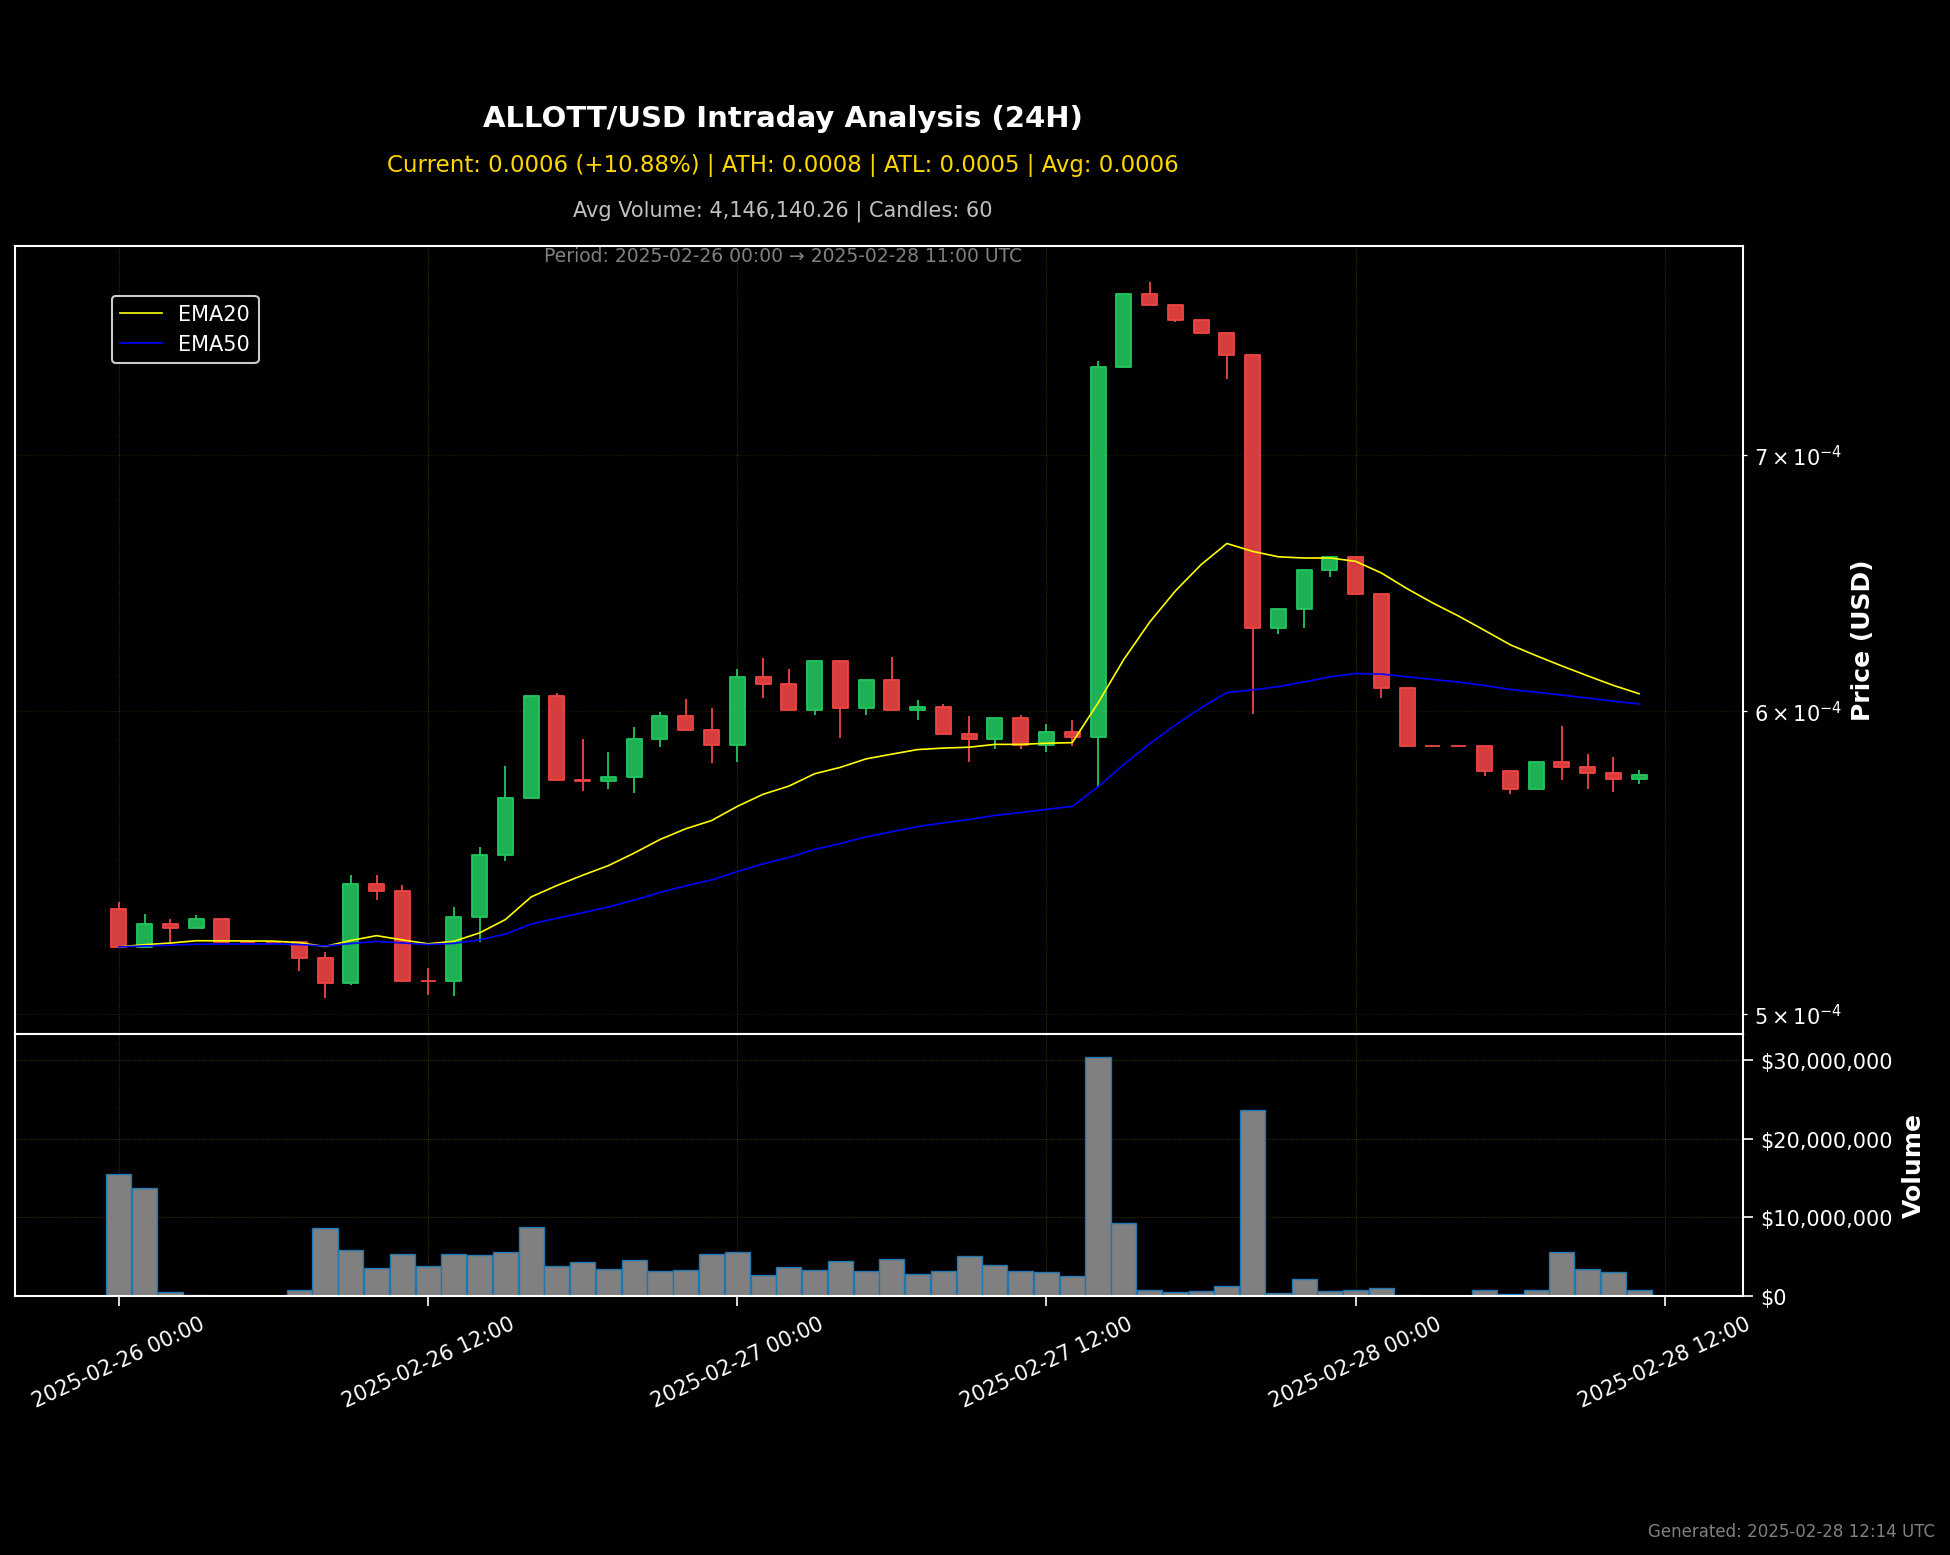 ALLOTT/USD Intraday Analysis (24H)
Current: 0.0006 (+10.88%) | ATH: 0.0008 | ATL: 0.0005 | Avg: 0.0006
Avg Volume: 4,146,140.26 | Candles: 60
Period: 2025-02-26 00:00 → 2025-02-28 11:00 UTC
EMA20
EMA50
7 × 10⁻⁴
6 × 10⁻⁴
5 × 10⁻⁴
Price (USD)
$30,000,000
$20,000,000
$10,000,000
$0
Volume
2025-02-26 00:00
2025-02-26 12:00
2025-02-27 00:00
2025-02-27 12:00
2025-02-28 00:00
2025-02-28 12:00
Generated: 2025-02-28 12:14 UTC